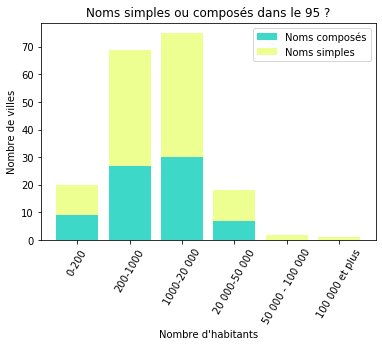 Noms simples ou composés dans le 95 ?
Noms composés
Noms simples
Nombre de villes
70
60
50
40
30
20
10
0
0-200
200-1000
1000-20 000
20 000-50 000
50 000 - 100 000
100 000 et plus
Nombre d'habitants